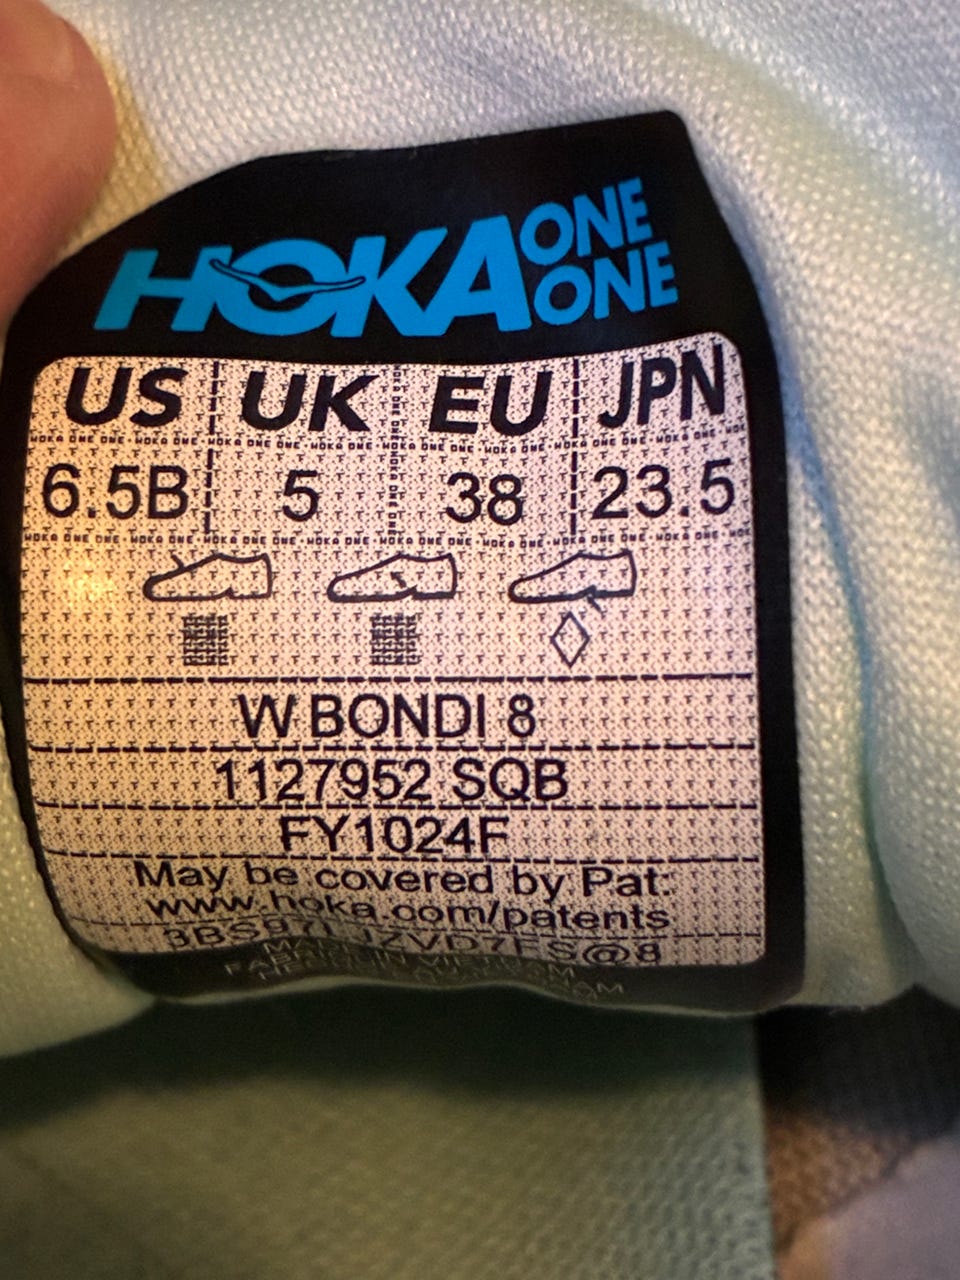 HOKA ONE ONE
US UK EU JPN
6.5B 5 38 23.5
W BONDI 8
1127952 SQB
FY1024F
May be covered by Pat:
www.hoka.com/patents